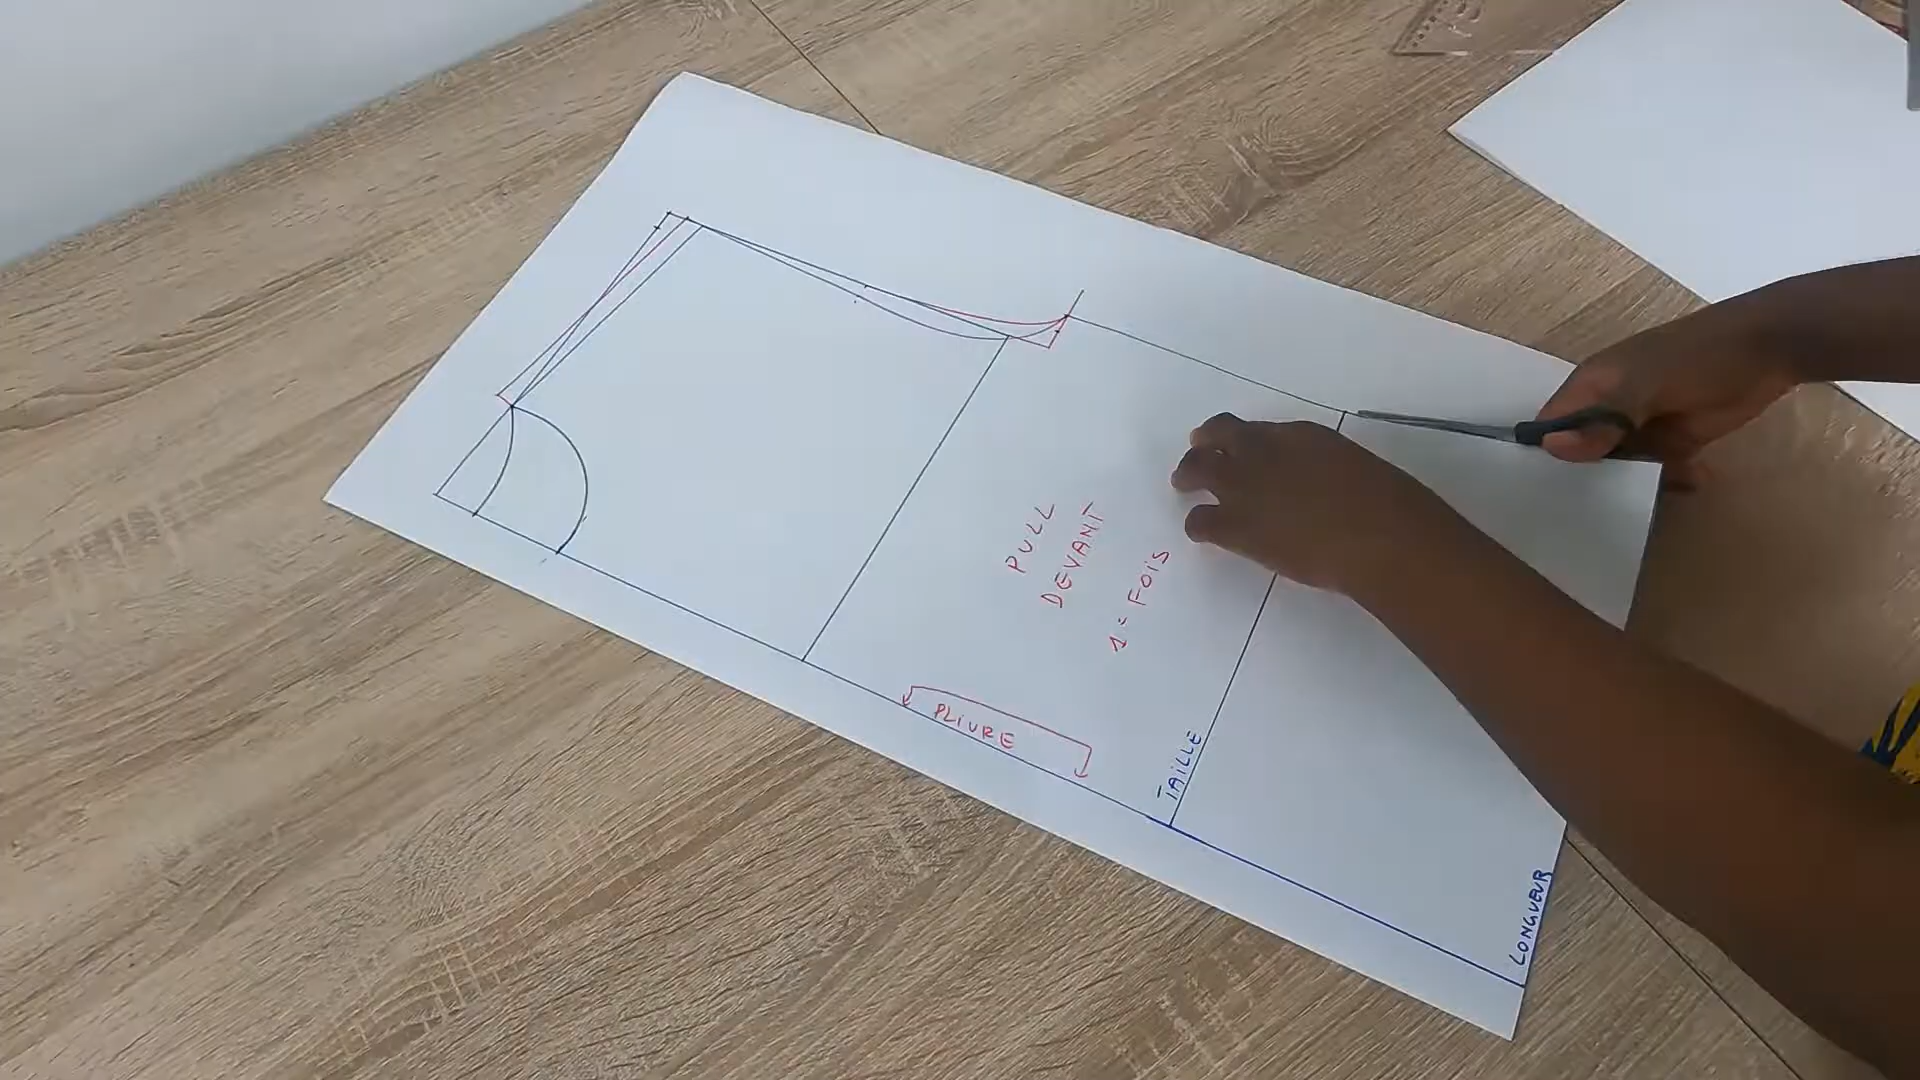 PULL
DEVANT
1 = FOIS
PLIURE
TAILLE
LONGUEUR